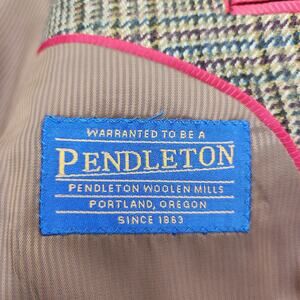 WARRANTED TO BE A
PENDLETON
PENDLETON WOOLEN MILLS
PORTLAND, OREGON
SINCE 1863